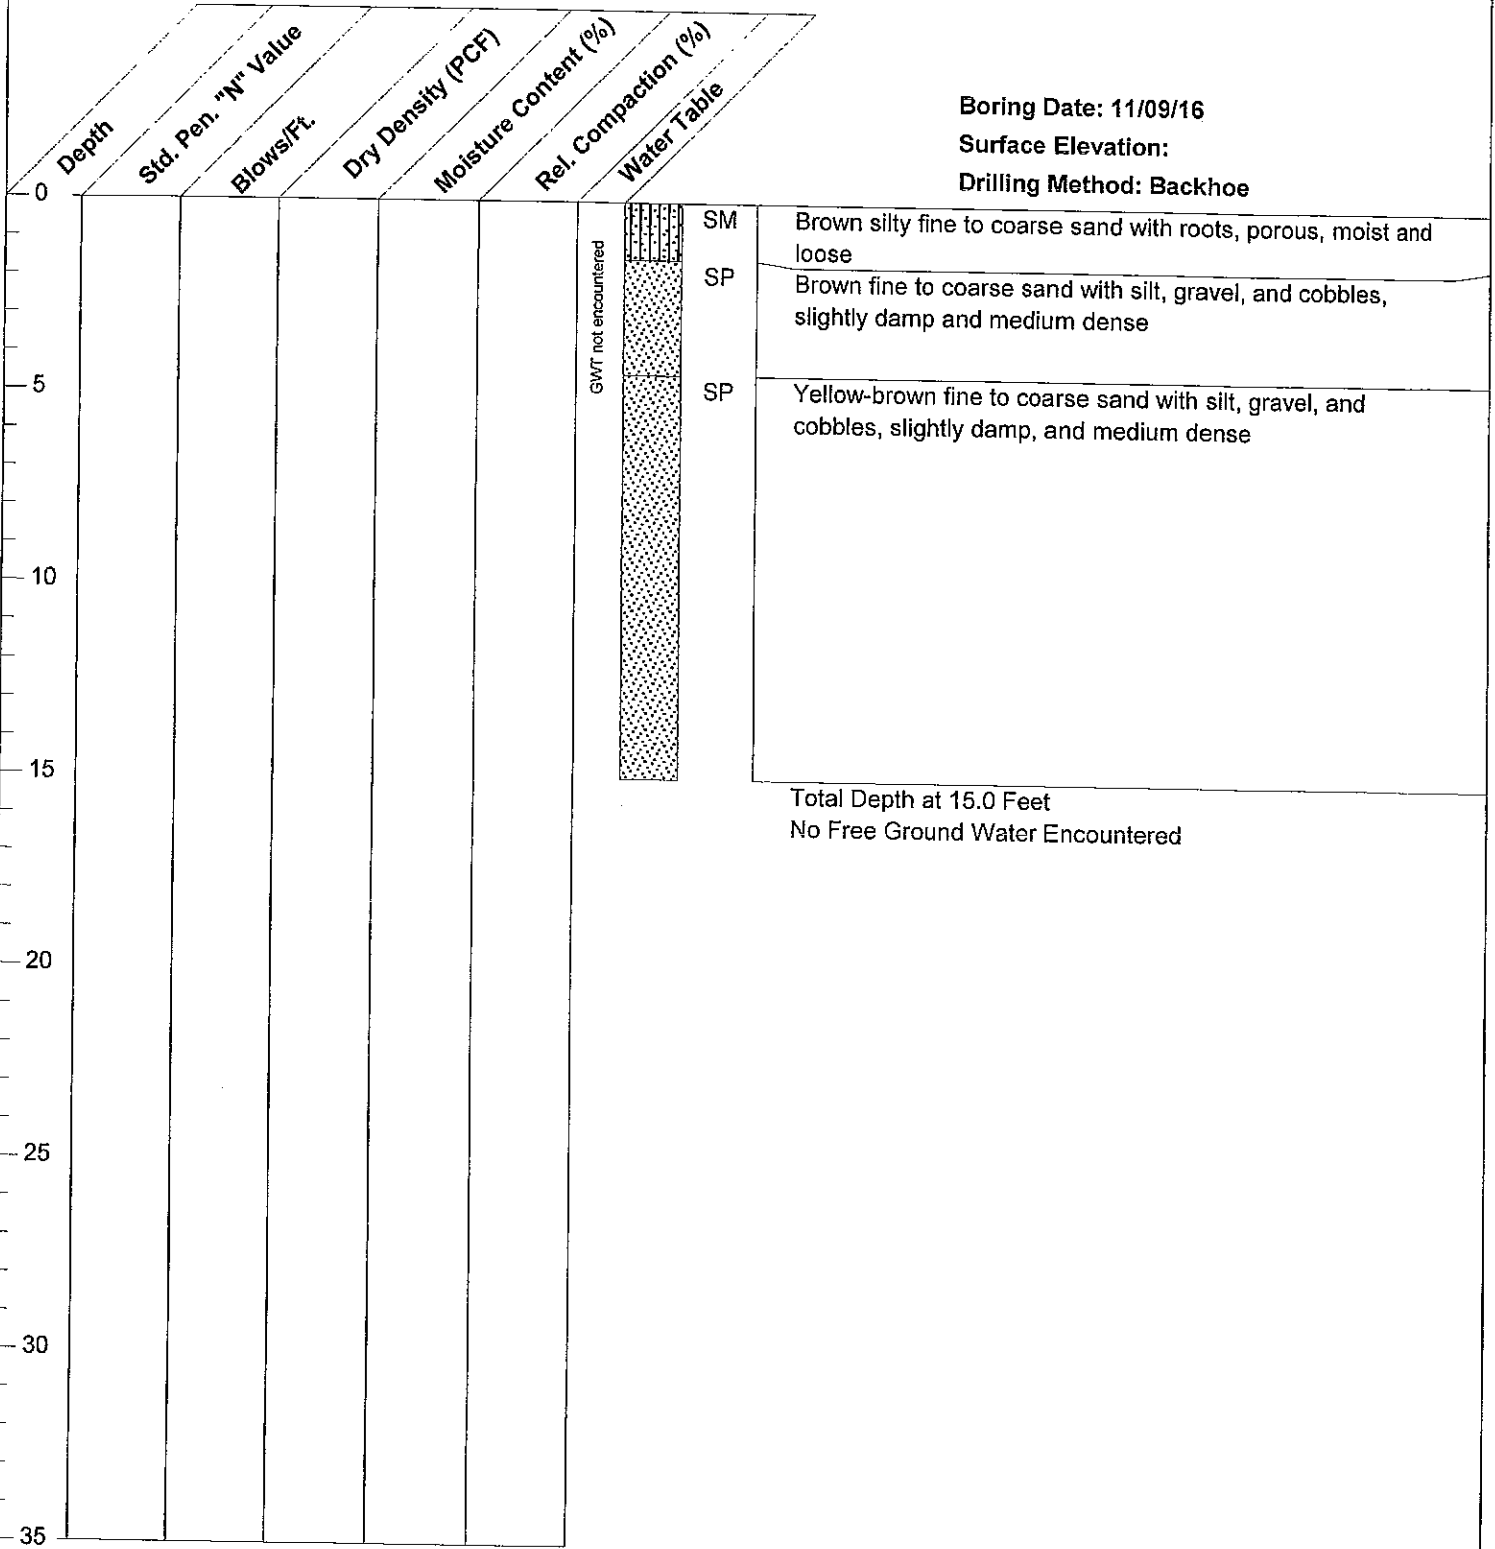 Depth
Std. Pen. "N" Value
Blows/Ft.
Dry Density (PCF)
Moisture Content (%)
Rel. Compaction (%)
Water Table
Boring Date: 11/09/16
Surface Elevation:
Drilling Method: Backhoe
0
SM
Brown silty fine to coarse sand with roots, porous, moist and
loose
GWT not encountered
SP
Brown fine to coarse sand with silt, gravel, and cobbles,
slightly damp and medium dense
5
SP
Yellow-brown fine to coarse sand with silt, gravel, and
cobbles, slightly damp, and medium dense
10
15
Total Depth at 15.0 Feet
No Free Ground Water Encountered
20
25
30
35